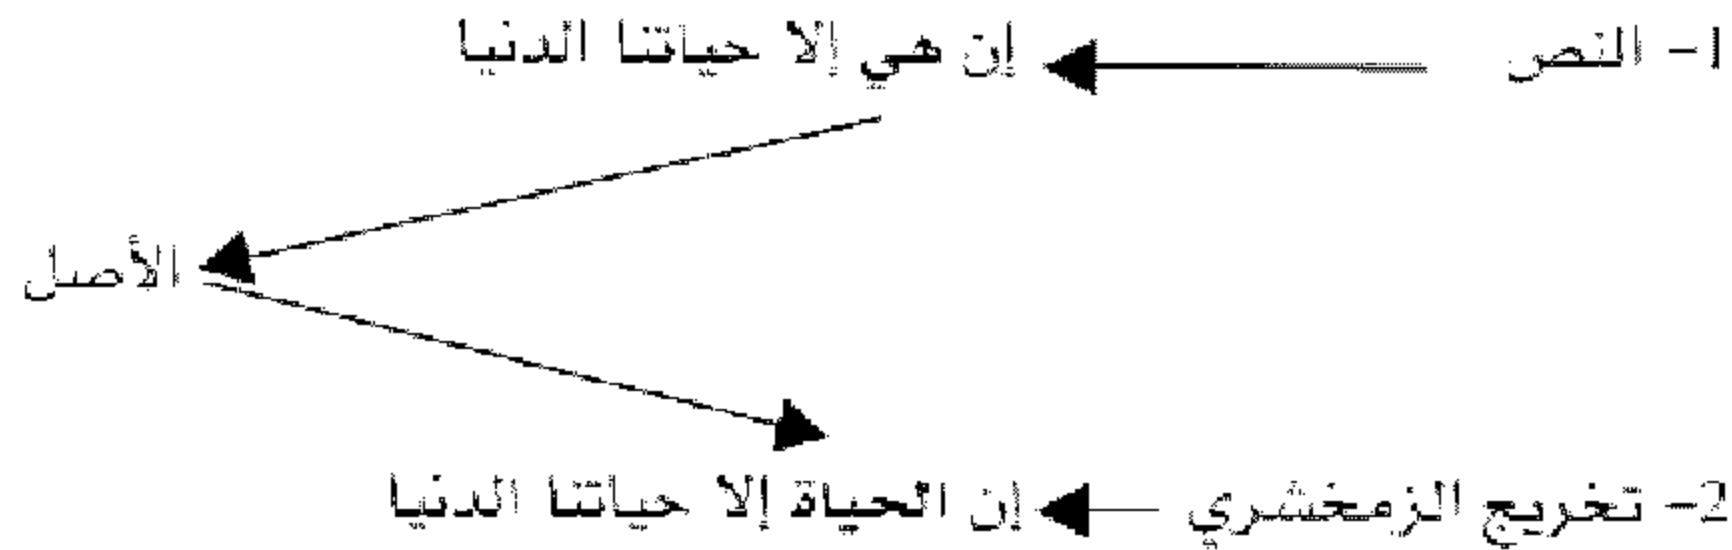 1- النص إن هي إلا حياتنا الدنيا
الأصل
2- تخريج الزمخشري إن الحياة إلا حياتنا الدنيا